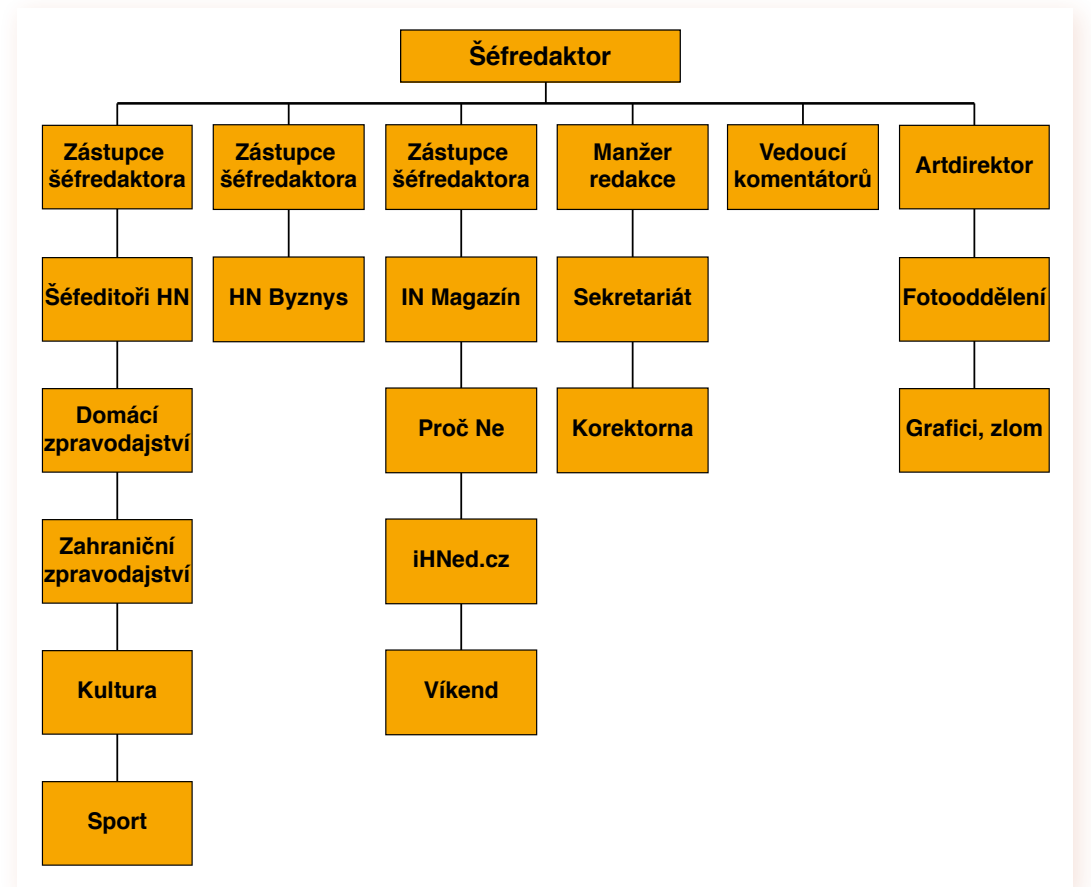 Šéfredaktor
Zástupce
šéfredaktora
Zástupce
šéfredaktora
Zástupce
šéfredaktora
Manžer
redakce
Vedoucí
komentátorů
Artdirektor
Šéfeditoři HN
HN Byznys
IN Magazín
Sekretariát
Fotooddělení
Domácí
zpravodajství
Proč Ne
Korektorna
Grafici, zlom
Zahraniční
zpravodajství
iHNed.cz
Kultura
Víkend
Sport